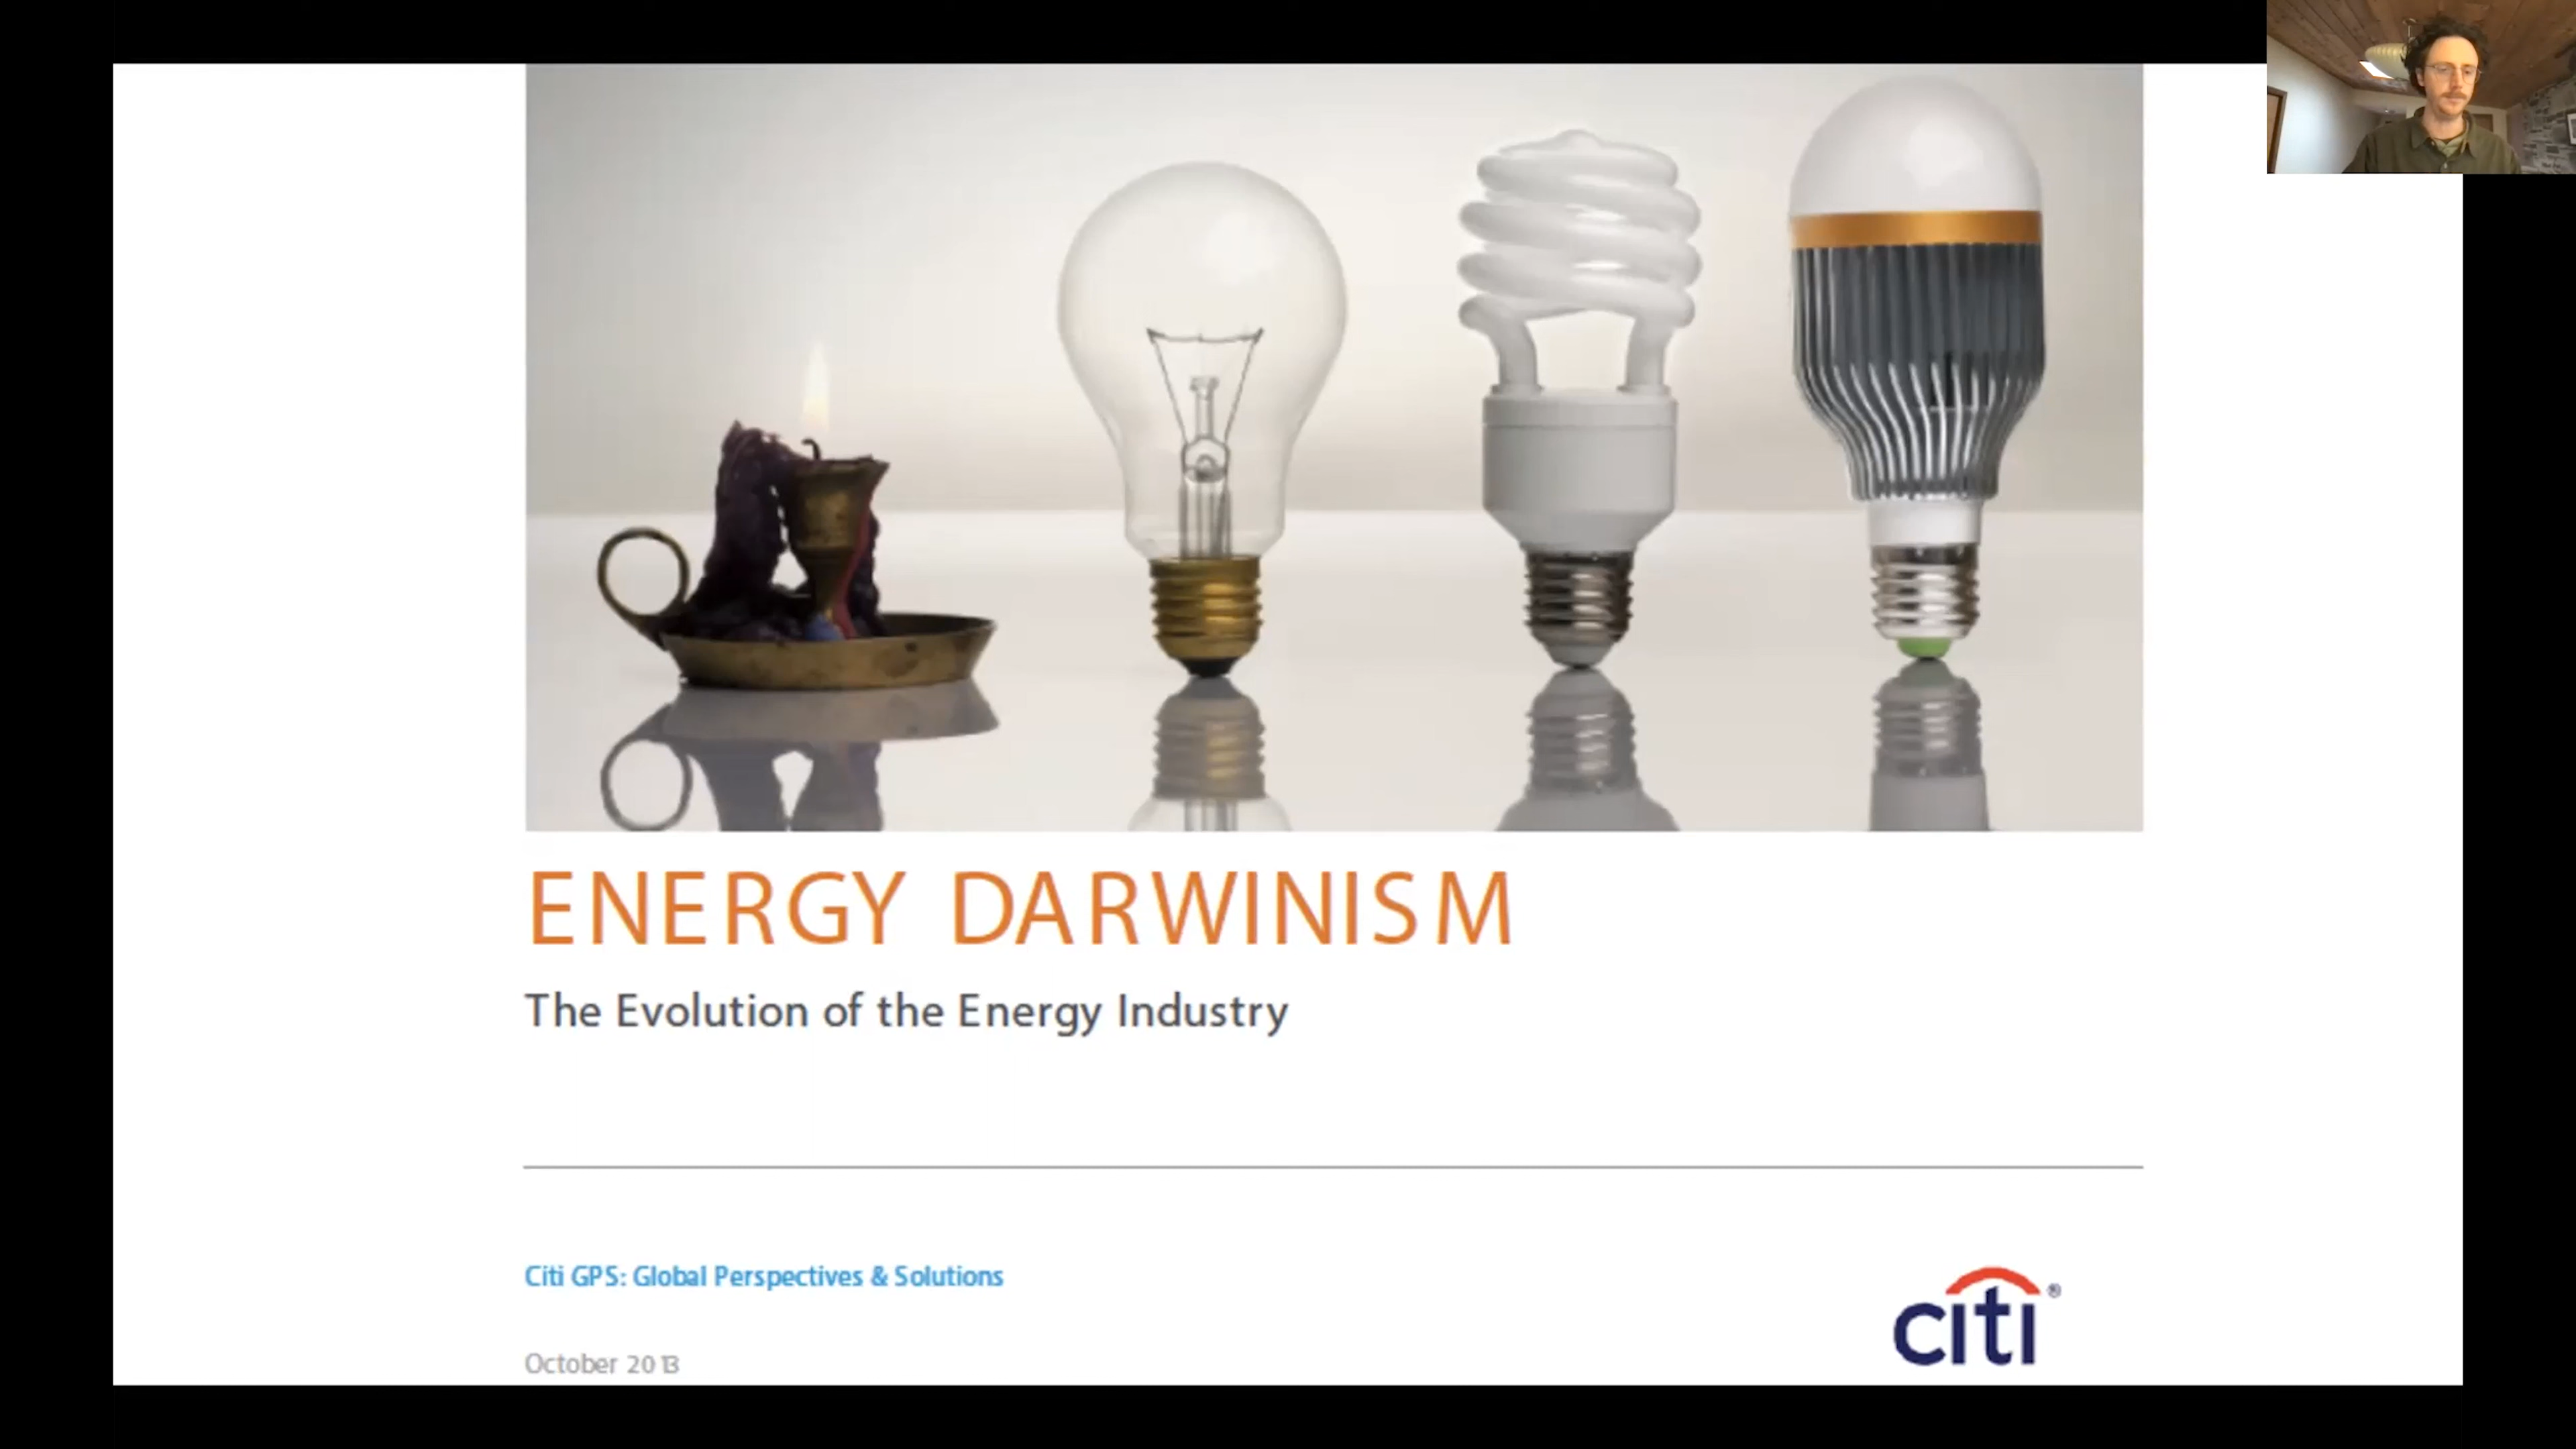 ENERGY DARWINISM
The Evolution of the Energy Industry
Citi GPS: Global Perspectives & Solutions
citi®
October 2013